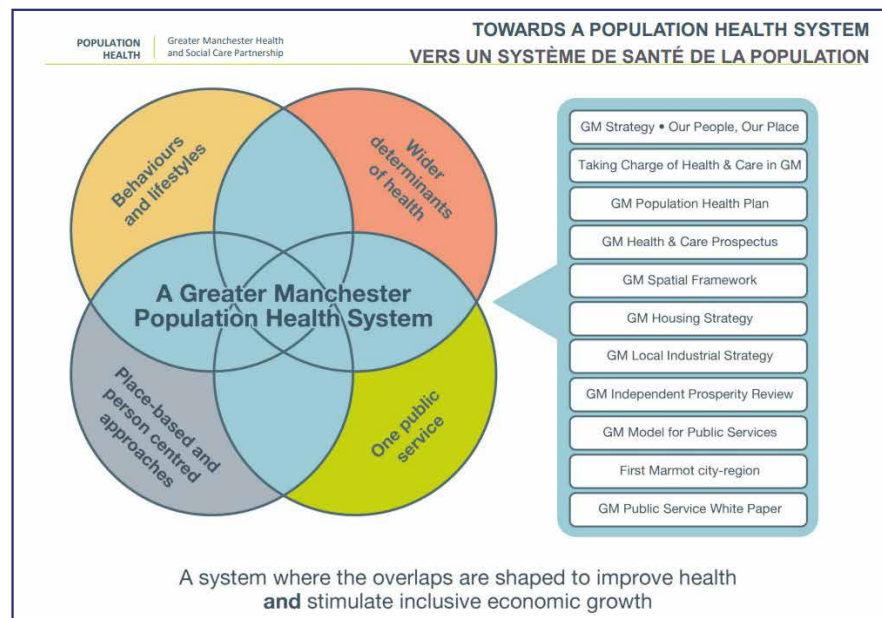 POPULATION
HEALTH
Greater Manchester Health
and Social Care Partnership
TOWARDS A POPULATION HEALTH SYSTEM
VERS UN SYSTÈME DE SANTÉ DE LA POPULATION
Behaviours
and lifestyles
Wider
determinants
of health
A Greater Manchester
Population Health System
Place-based and
person centred
approaches
One public
service
GM Strategy • Our People, Our Place
Taking Charge of Health & Care in GM
GM Population Health Plan
GM Health & Care Prospectus
GM Spatial Framework
GM Housing Strategy
GM Local Industrial Strategy
GM Independent Prosperity Review
GM Model for Public Services
First Marmot city-region
GM Public Service White Paper
A system where the overlaps are shaped to improve health
and stimulate inclusive economic growth